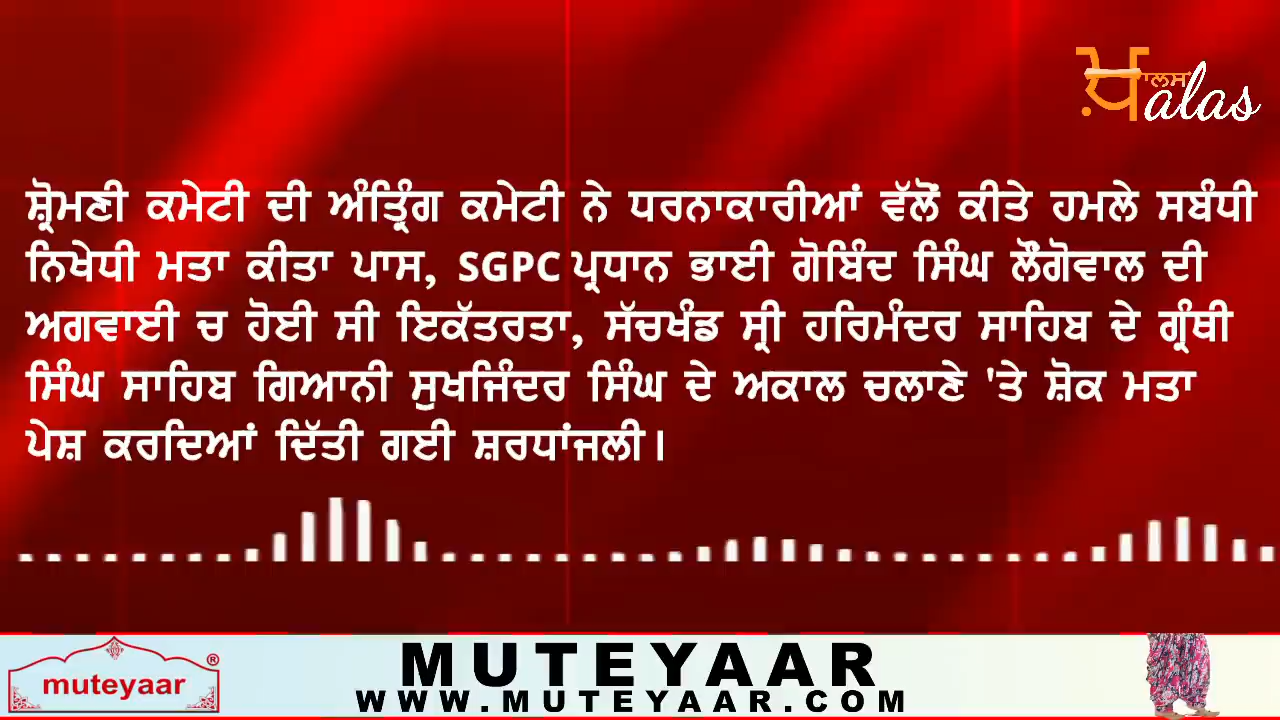 ਖ਼ਾਲਸ alas
ਸ਼੍ਰੋਮਣੀ ਕਮੇਟੀ ਦੀ ਅੰਤ੍ਰਿੰਗ ਕਮੇਟੀ ਨੇ ਧਰਨਾਕਾਰੀਆਂ ਵੱਲੋਂ ਕੀਤੇ ਹਮਲੇ ਸਬੰਧੀ
ਨਿਖੇਧੀ ਮਤਾ ਕੀਤਾ ਪਾਸ, SGPC ਪ੍ਰਧਾਨ ਭਾਈ ਗੋਬਿੰਦ ਸਿੰਘ ਲੌਂਗੋਵਾਲ ਦੀ
ਅਗਵਾਈ ਚ ਹੋਈ ਸੀ ਇਕੱਤਰਤਾ, ਸੱਚਖੰਡ ਸ੍ਰੀ ਹਰਿਮੰਦਰ ਸਾਹਿਬ ਦੇ ਗ੍ਰੰਥੀ
ਸਿੰਘ ਸਾਹਿਬ ਗਿਆਨੀ ਸੁਖਜਿੰਦਰ ਸਿੰਘ ਦੇ ਅਕਾਲ ਚਲਾਣੇ 'ਤੇ ਸ਼ੋਕ ਮਤਾ
ਪੇਸ਼ ਕਰਦਿਆਂ ਦਿੱਤੀ ਗਈ ਸ਼ਰਧਾਂਜਲੀ।
muteyaar ®
MUTEYAAR
WWW.MUTEYAAR.COM